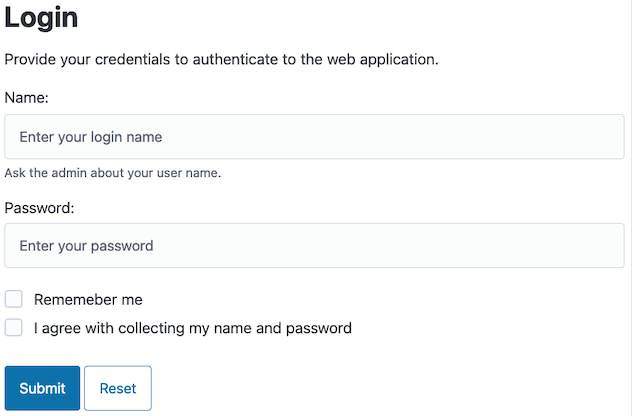 Login
Provide your credentials to authenticate to the web application.
Name:
Enter your login name
Ask the admin about your user name.
Password:
Enter your password
Rememeber me
I agree with collecting my name and password
Submit Reset